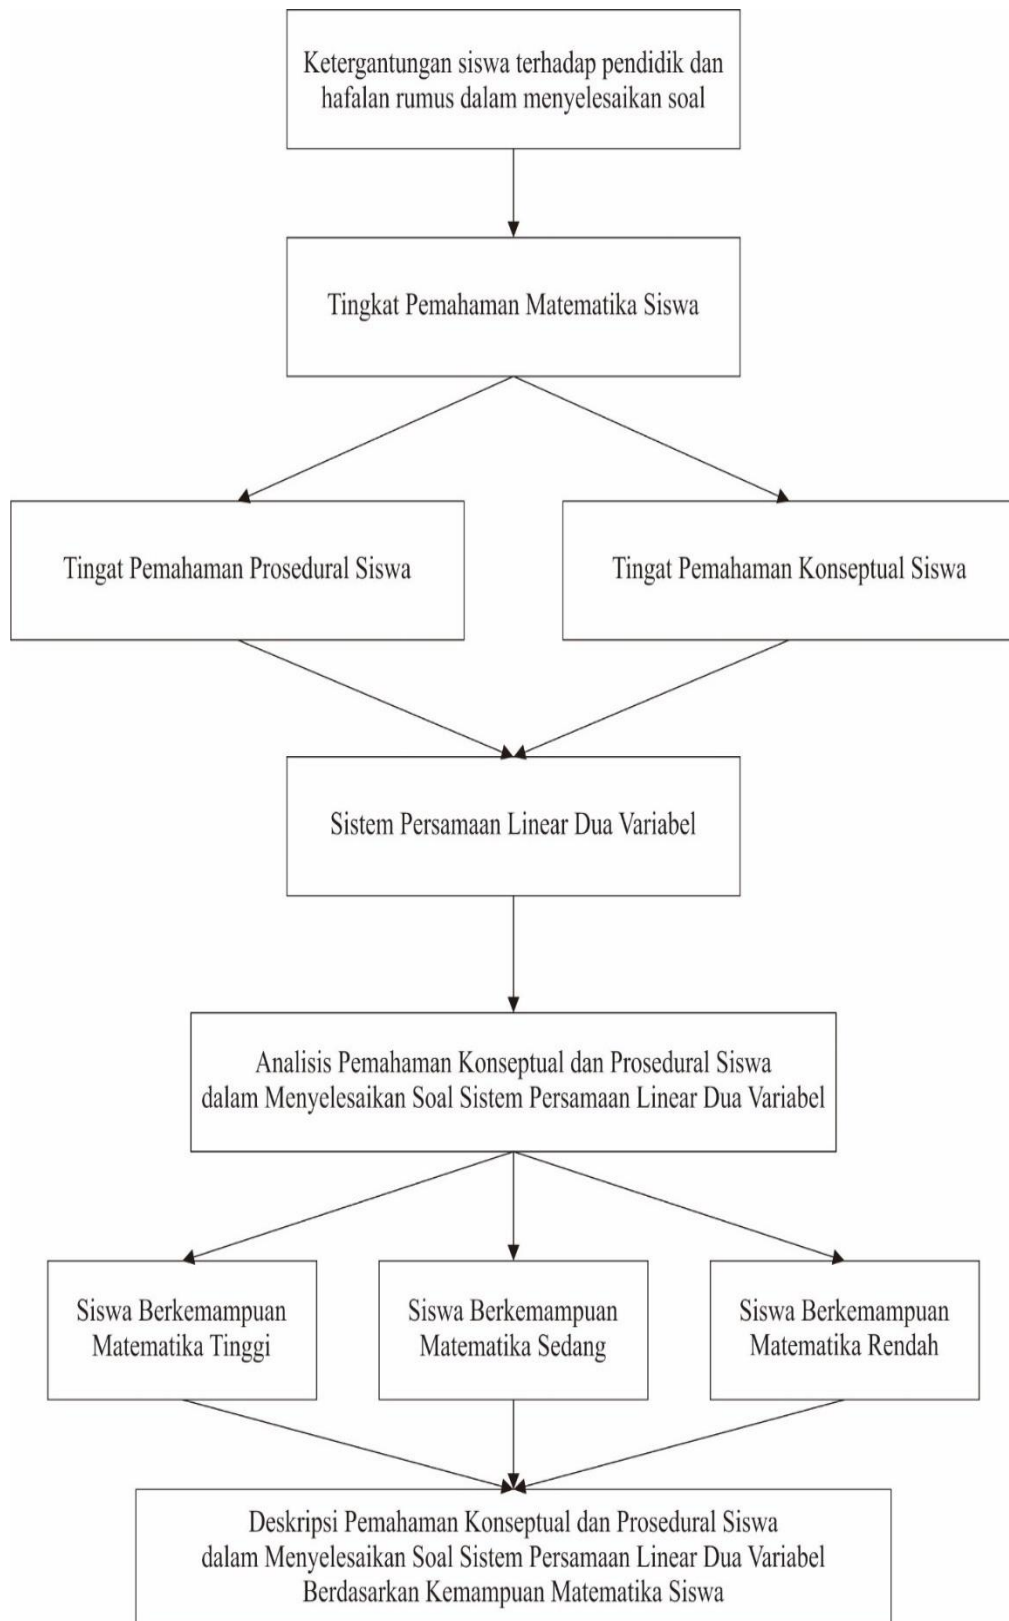 Ketergantungan siswa terhadap pendidik dan
hafalan rumus dalam menyelesaikan soal
Tingkat Pemahaman Matematika Siswa
Tingat Pemahaman Prosedural Siswa
Tingat Pemahaman Konseptual Siswa
Sistem Persamaan Linear Dua Variabel
Analisis Pemahaman Konseptual dan Prosedural Siswa
dalam Menyelesaikan Soal Sistem Persamaan Linear Dua Variabel
Siswa Berkemampuan
Matematika Tinggi
Siswa Berkemampuan
Matematika Sedang
Siswa Berkemampuan
Matematika Rendah
Deskripsi Pemahaman Konseptual dan Prosedural Siswa
dalam Menyelesaikan Soal Sistem Persamaan Linear Dua Variabel
Berdasarkan Kemampuan Matematika Siswa